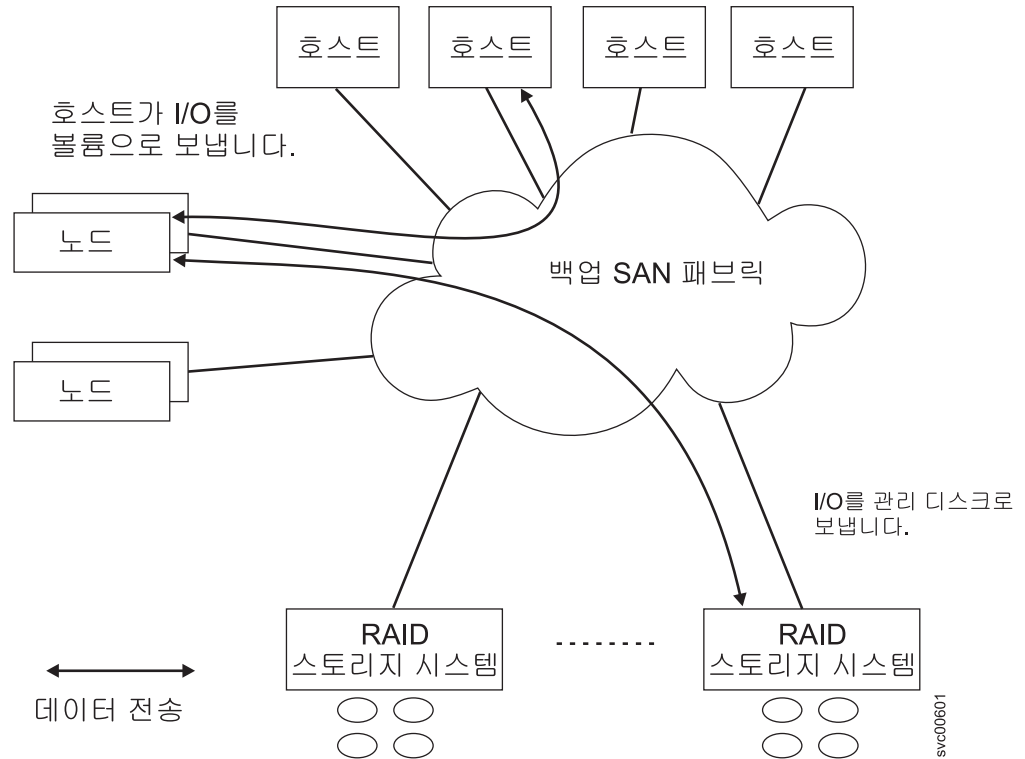 호스트
호스트
호스트
호스트
호스트가 I/O를
볼륨으로 보냅니다.
노드
백업 SAN 패브릭
노드
I/O를 관리 디스크로
보냅니다.
RAID
스토리지 시스템
RAID
스토리지 시스템
데이터 전송
svc00601